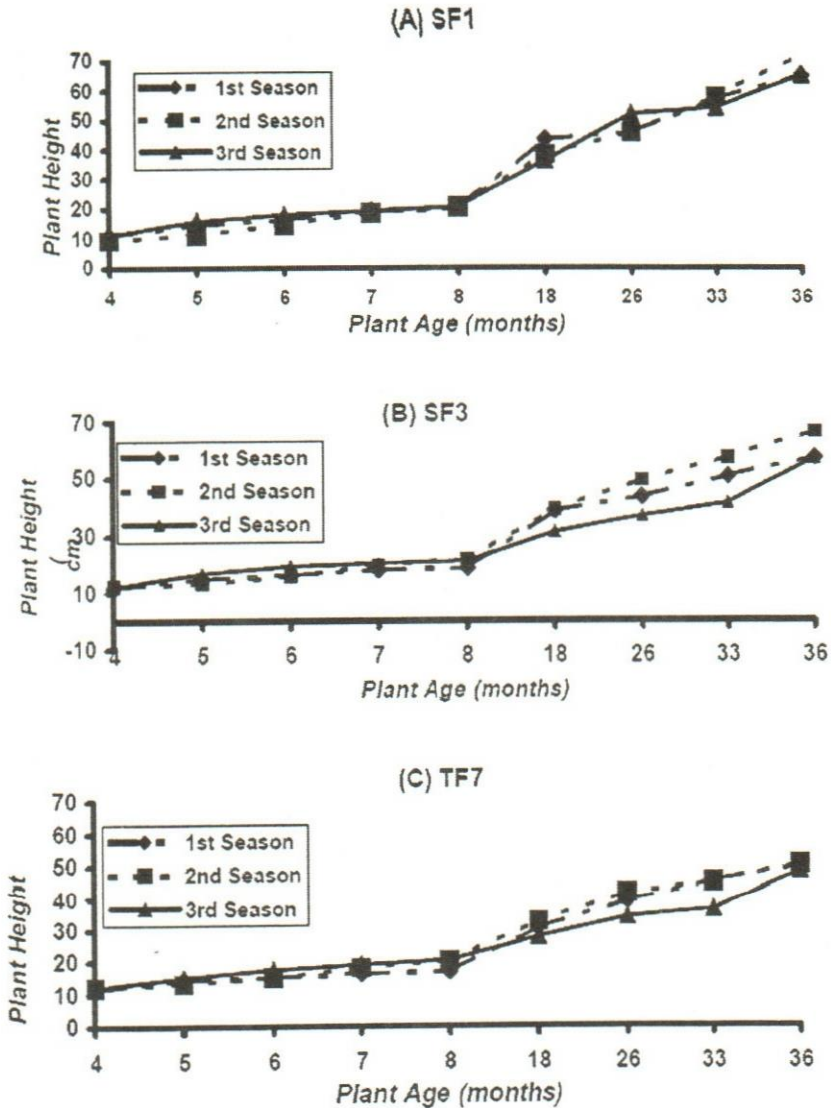 (A) SF1
70
60
50
40
30
20
10
0
Plant Height
1st Season
2nd Season
3rd Season
4 5 6 7 8 18 26 33 36
Plant Age (months)
(B) SF3
70
50
30
10
-10
Plant Height
(cm
1st Season
2nd Season
3rd Season
4 5 6 7 8 18 26 33 36
Plant Age (months)
(C) TF7
70
60
50
40
30
20
10
0
Plant Height
1st Season
2nd Season
3rd Season
4 5 6 7 8 18 26 33 36
Plant Age (months)